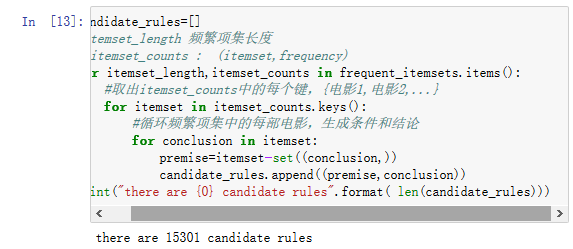 In [13]:
ndidate_rules=[]
temset_length 频繁项集长度
itemset_counts : (itemset,frequency)
r itemset_length,itemset_counts in frequent_itemsets.items():
#取出itemset_counts中的每个键,{电影1,电影2,...}
for itemset in itemset_counts.keys():
#循环频繁项集中的每部电影，生成条件和结论
for conclusion in itemset:
premise=itemset-set((conclusion,))
candidate_rules.append((premise,conclusion))
int("there are {0} candidate rules".format( len(candidate_rules)))
there are 15301 candidate rules